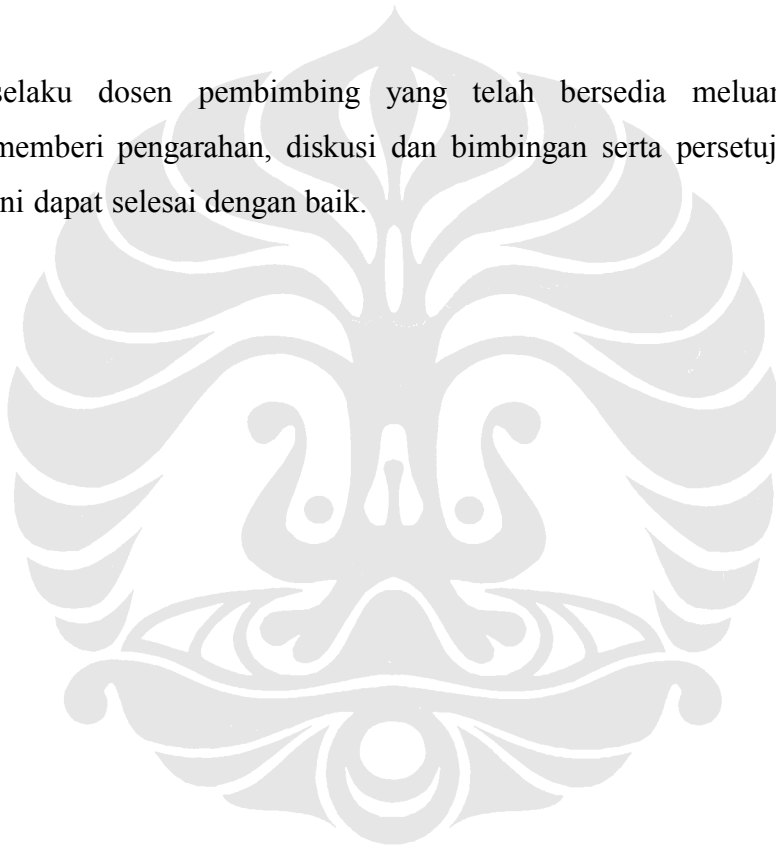 selaku dosen pembimbing yang telah bersedia meluan
memberi pengarahan, diskusi dan bimbingan serta persetuj
ni dapat selesai dengan baik.